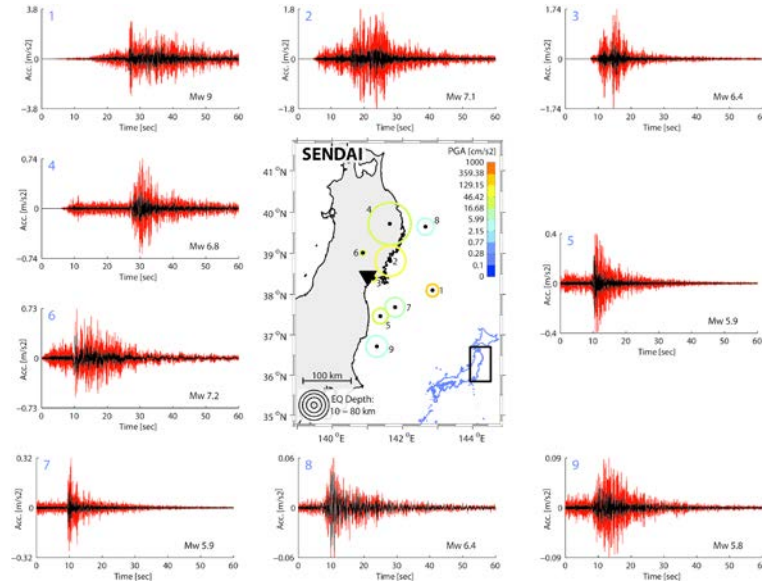 1
3.8
Acc. [m/s2]
0
−3.8
Mw 9
0 10 20 30 40 50 60
Time [sec]
2
1.8
0
−1.8
Mw 7.1
0 10 20 30 40 50 60
Time [sec]
3
1.74
0
−1.74
Mw 6.4
0 10 20 30 40 50 60
Time [sec]
4
0.74
Acc. [m/s2]
0
−0.74
Mw 6.8
0 10 20 30 40 50 60
Time [sec]
SENDAI
PGA [cm/s2]
1000
359.13
129.15
46.42
16.68
5.99
2.15
0.77
0.28
0.1
0
41°N
40°N
39°N
38°N
37°N
36°N
35°N
4
8
2
6
3
1
7
5
9
100 km
EQ Depth:
10 – 80 km
140 °E
142 °E
144 °E
5
0.4
0
−0.4
Mw 5.9
0 10 20 30 40 50 60
Time [sec]
6
0.73
Acc. [m/s2]
0
−0.73
Mw 7.2
0 10 20 30 40 50 60
Time [sec]
7
0.32
Acc. [m/s2]
0
−0.32
Mw 5.9
0 10 20 30 40 50 60
Time [sec]
8
0.06
Acc. [m/s2]
0
−0.06
Mw 6.4
0 10 20 30 40 50 60
Time [sec]
9
0.09
Acc. [m/s2]
0
−0.09
Mw 5.8
0 10 20 30 40 50 60
Time [sec]